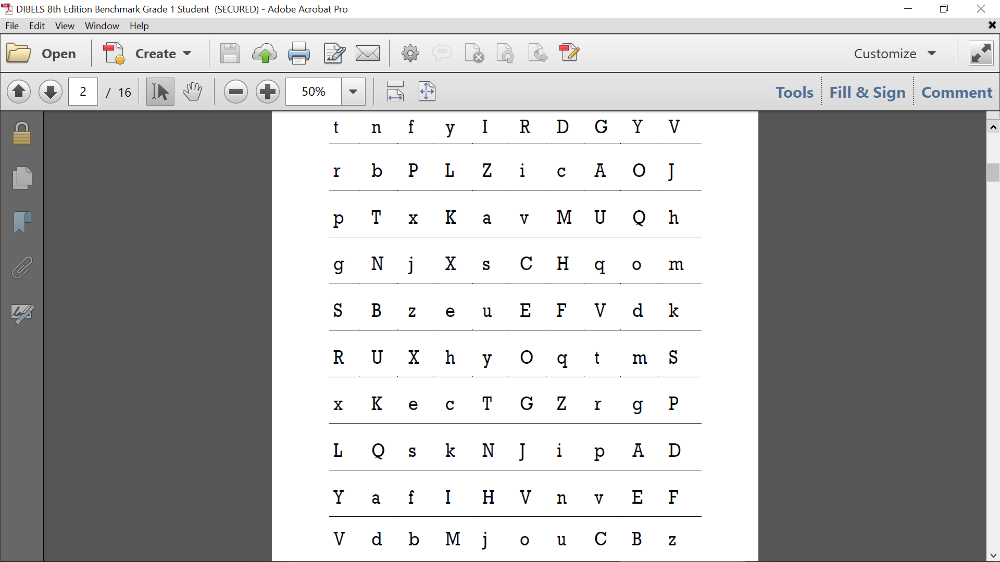 DIBELS 8th Edition Benchmark Grade 1 Student (SECURED) - Adobe Acrobat Pro
File Edit View Window Help
Open Create Customize
2 / 16 50% Tools Fill & Sign Comment
t n f y I R D G Y V
r b P L Z i c A O J
p T x K a v M U Q h
g N j X s C H q o m
S B z e u E F V d k
R U X h y O q t m S
x K e c T G Z r g P
L Q s k N J i p A D
Y a f I H V n v E F
V d b M j o u C B z